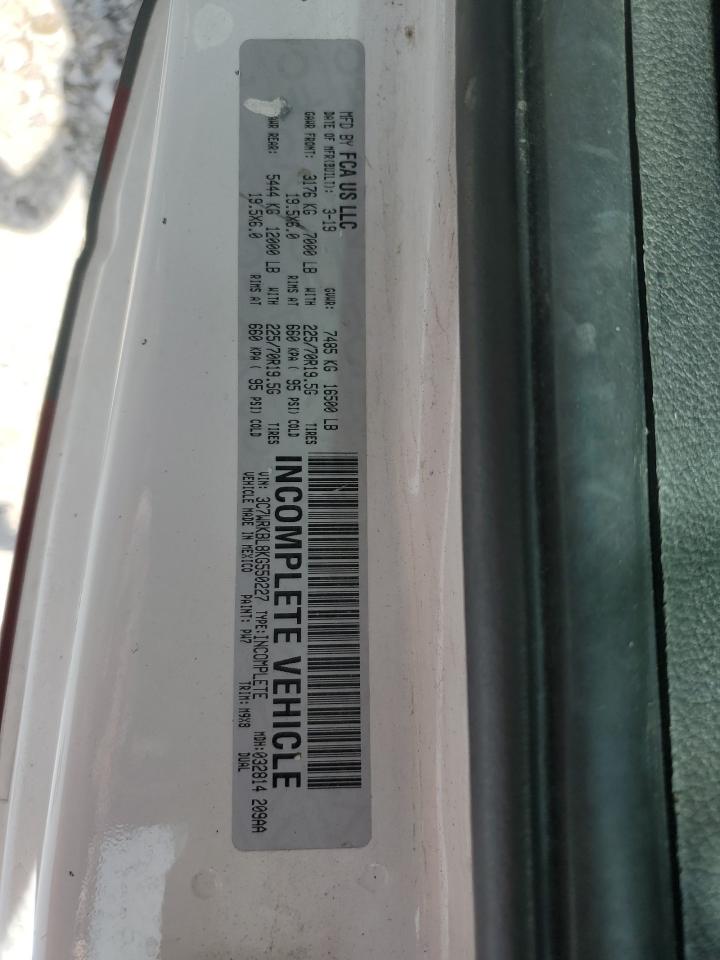 MFD BY FCA US LLC
DATE OF MFR(BUILT): 3-19 GVWR: 7485 KG 16500 LB
GAWR FRONT: 3176 KG 7000 LB WITH 225/70R19.5G TIRES
19.5X6.0 RIMS AT 660 KPA ( 95 PSI) COLD
REAR: 5444 KG 12000 LB WITH 225/70R19.5G TIRES
19.5X6.0 RIMS AT 660 KPA ( 95 PSI) COLD
INCOMPLETE VEHICLE
VIN: 3C7WRKBL8KG550227 TYPE:INCOMPLETE MDH:032814 209AA
VEHICLE MADE IN MEXICO PAINT: PW7 TRIM: M9X8 DUAL